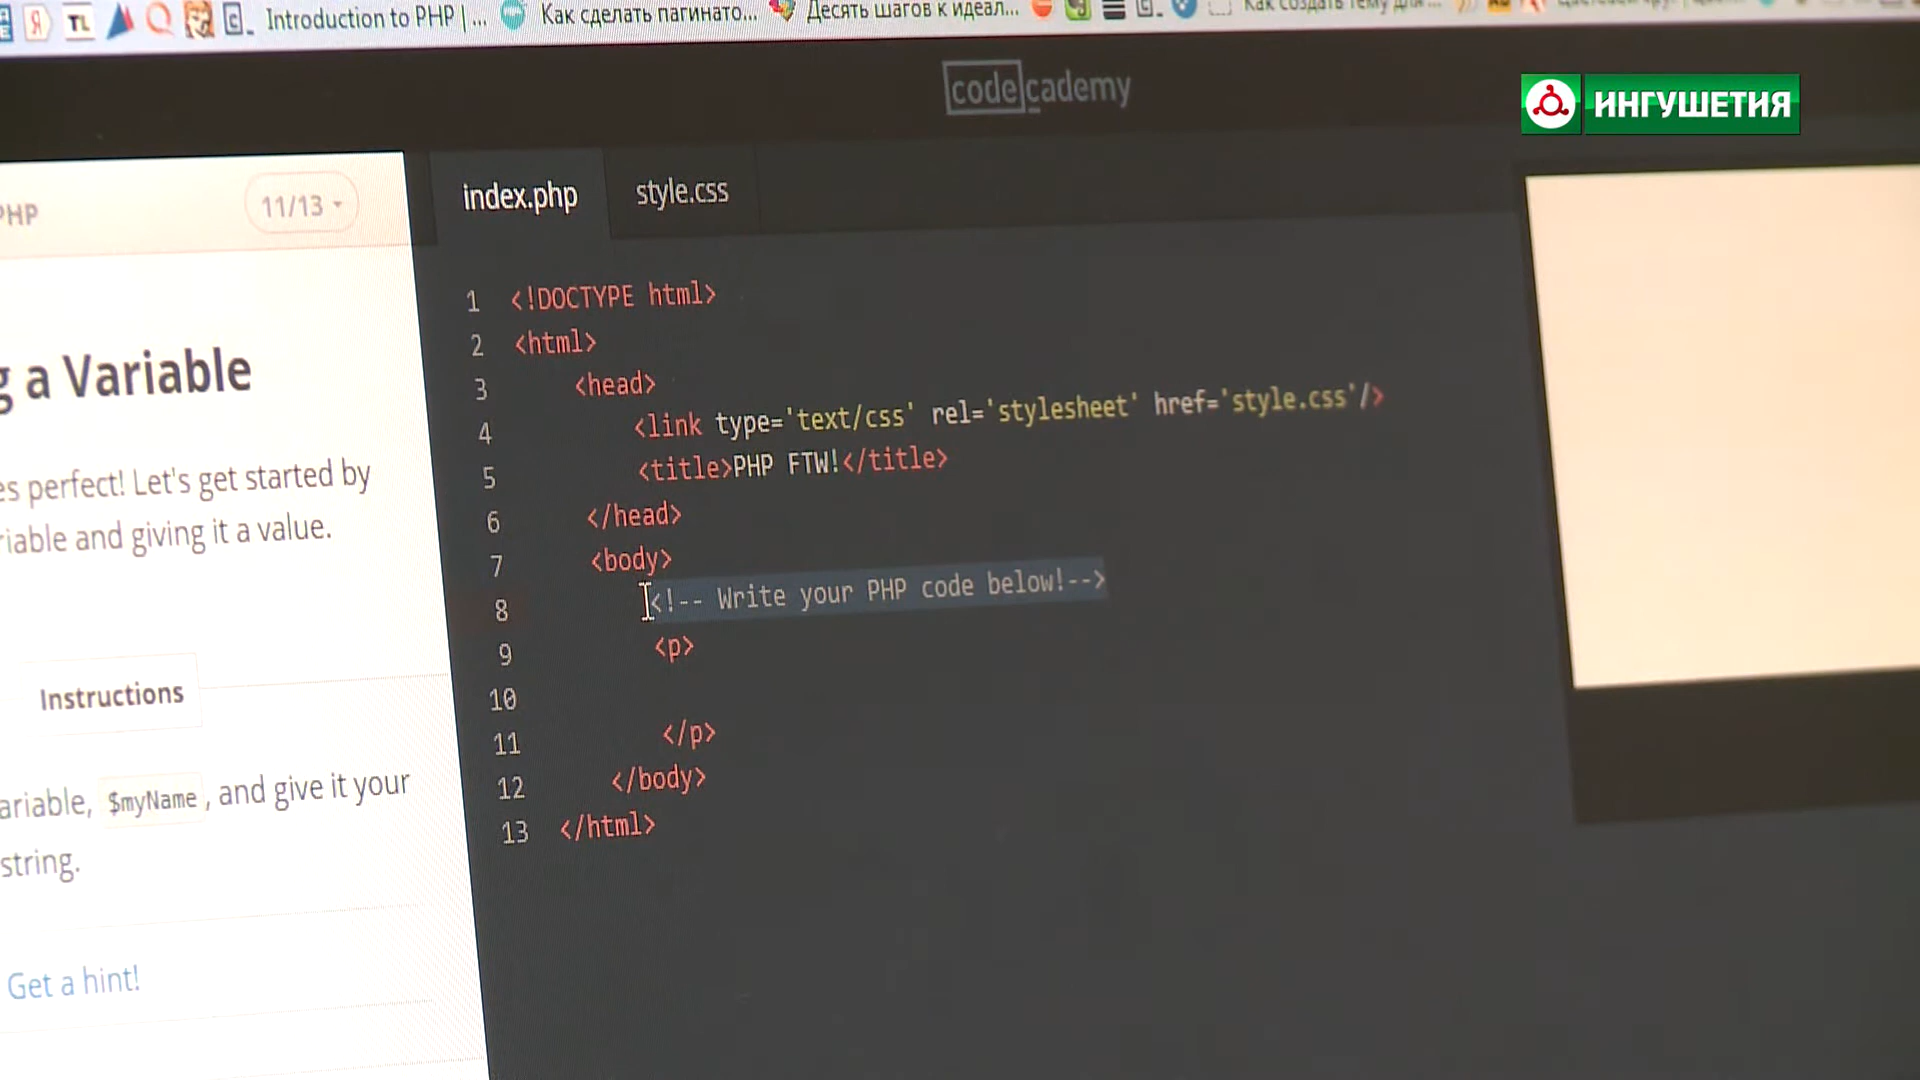 Я TL Introduction to PHP | ... Как сделать пагинато... Десять шагов к идеал... Как создать тему для...
codecademy
ИНГУШЕТИЯ
PHP 11/13
index.php style.css
g a Variable
es perfect! Let's get started by
riable and giving it a value.
Instructions
ariable, $myName, and give it your
string.
Get a hint!
1 <!DOCTYPE html>
2 <html>
3 <head>
4 <link type='text/css' rel='stylesheet' href='style.css'/>
5 <title>PHP FTW!</title>
6 </head>
7 <body>
8 <!-- Write your PHP code below!-->
9 <p>
10
11 </p>
12 </body>
13 </html>